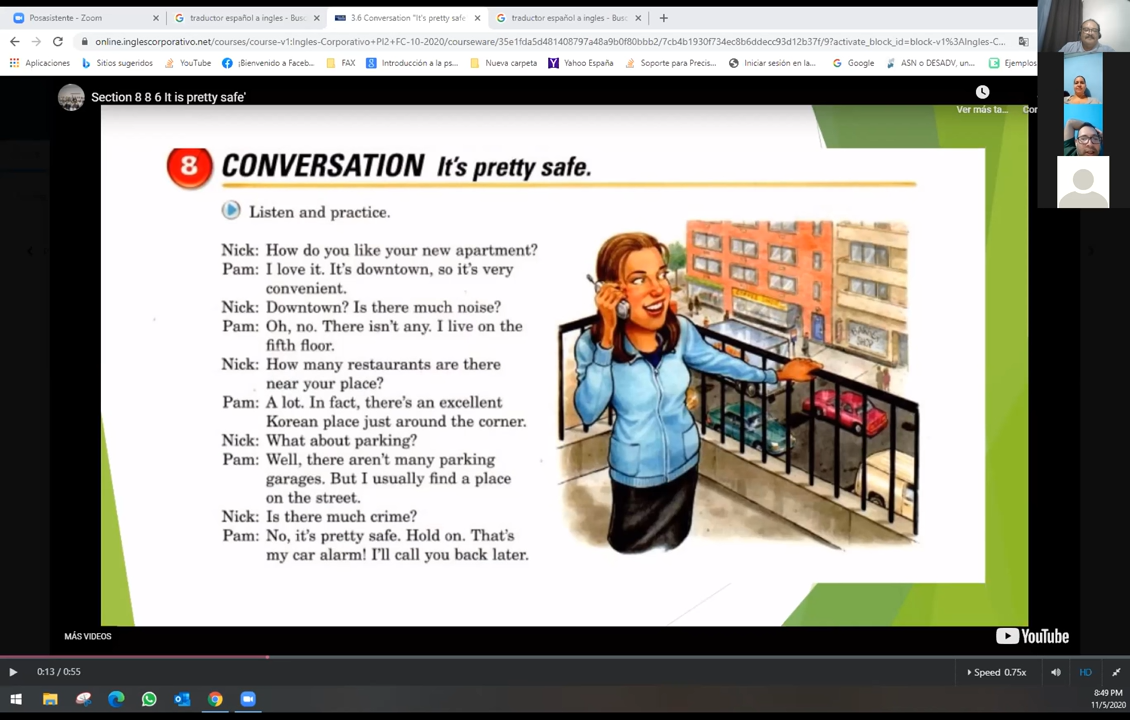 Posasistente - Zoom
traductor español a ingles - Busc
3.6 Conversation "It's pretty safe
traductor español a ingles - Busc
online.inglescorporativo.net/courses/course-v1:Ingles-Corporativo+PI2+FC-10-2020/courseware/35e1fda5d481408797a48a9b0f80bbb2/7cb4b1930f734ec8b6ddecc93d12b37f/9?activate_block_id=block-v1%3AIngles-C...
Aplicaciones
Sitios sugeridos
YouTube
¡Bienvenido a Faceb...
FAX
Introducción a la ps...
Nueva carpeta
Yahoo España
Soporte para Precis...
Iniciar sesión en la...
Google
ASN o DESADV, un...
Ejemplos
Section 8 8 6 It is pretty safe'
Ver más ta...
Cor
8 CONVERSATION It's pretty safe.
Listen and practice.
Nick: How do you like your new apartment?
Pam: I love it. It's downtown, so it's very
convenient.
Nick: Downtown? Is there much noise?
Pam: Oh, no. There isn't any. I live on the
fifth floor.
Nick: How many restaurants are there
near your place?
Pam: A lot. In fact, there's an excellent
Korean place just around the corner.
Nick: What about parking?
Pam: Well, there aren't many parking
garages. But I usually find a place
on the street.
Nick: Is there much crime?
Pam: No, it's pretty safe. Hold on. That's
my car alarm! I'll call you back later.
MÁS VIDEOS
YouTube
0:13 / 0:55
Speed 0.75x
HD
8:49 PM
11/5/2020